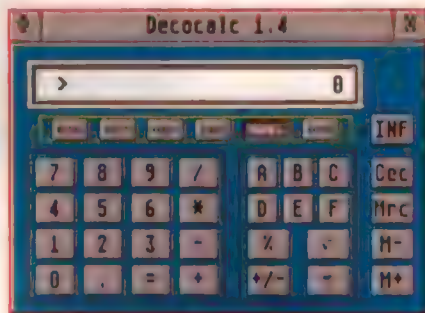 Decocalc 1.4
> 0
INF
7 8 9 / A B C Cec
4 5 6 * D E F Mrc
1 2 3 - % M-
0 . = + +/- M+